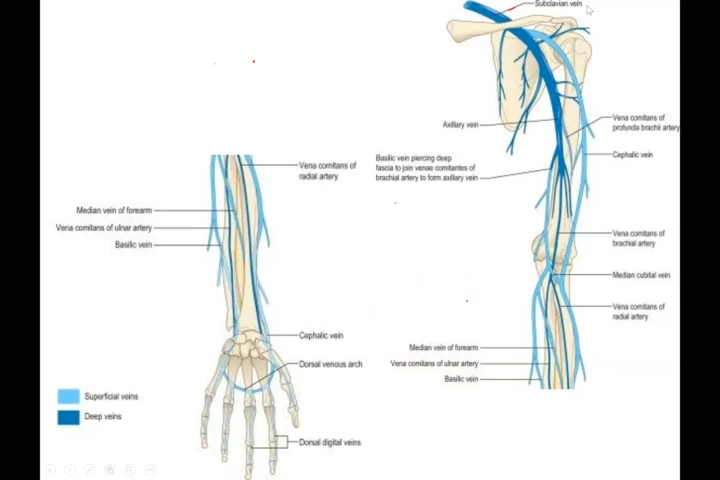 Subclavian vein
Axillary vein
Vena comitans of
profunda brachii artery
Basilic vein piercing deep
fascia to join venae comitantes of
brachial artery to form axillary vein
Cephalic vein
Vena comitans of
brachial artery
Median cubital vein
Vena comitans of
radial artery
Median vein of forearm
Vena comitans of ulnar artery
Basilic vein
Vena comitans of
radial artery
Median vein of forearm
Vena comitans of ulnar artery
Basilic vein
Cephalic vein
Dorsal venous arch
Superficial veins
Deep veins
Dorsal digital veins